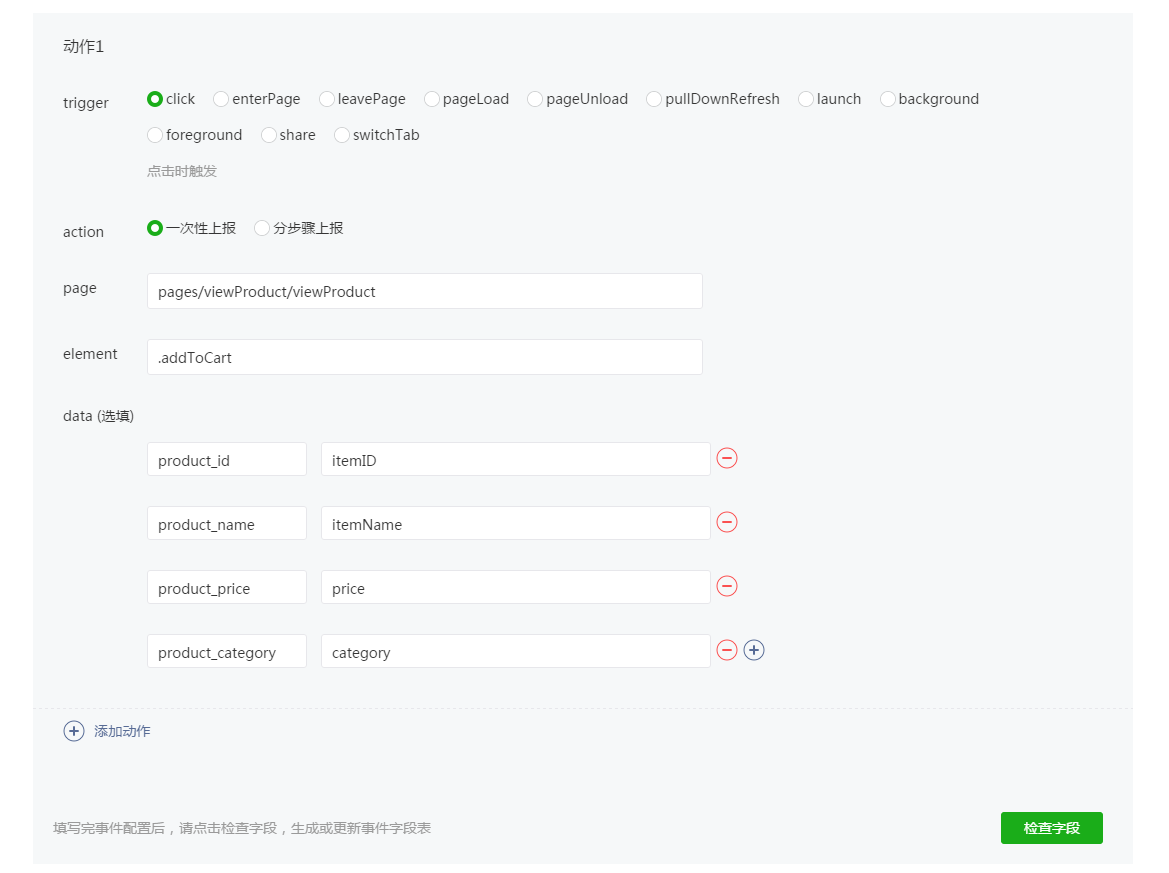 动作1
trigger
click enterPage leavePage pageLoad pageUnload pullDownRefresh launch background
foreground share switchTab
点击时触发
action
一次性上报 分步骤上报
page
pages/viewProduct/viewProduct
element
.addToCart
data (选填)
product_id itemID
product_name itemName
product_price price
product_category category
添加动作
填写完事件配置后，请点击检查字段，生成或更新事件字段表
检查字段